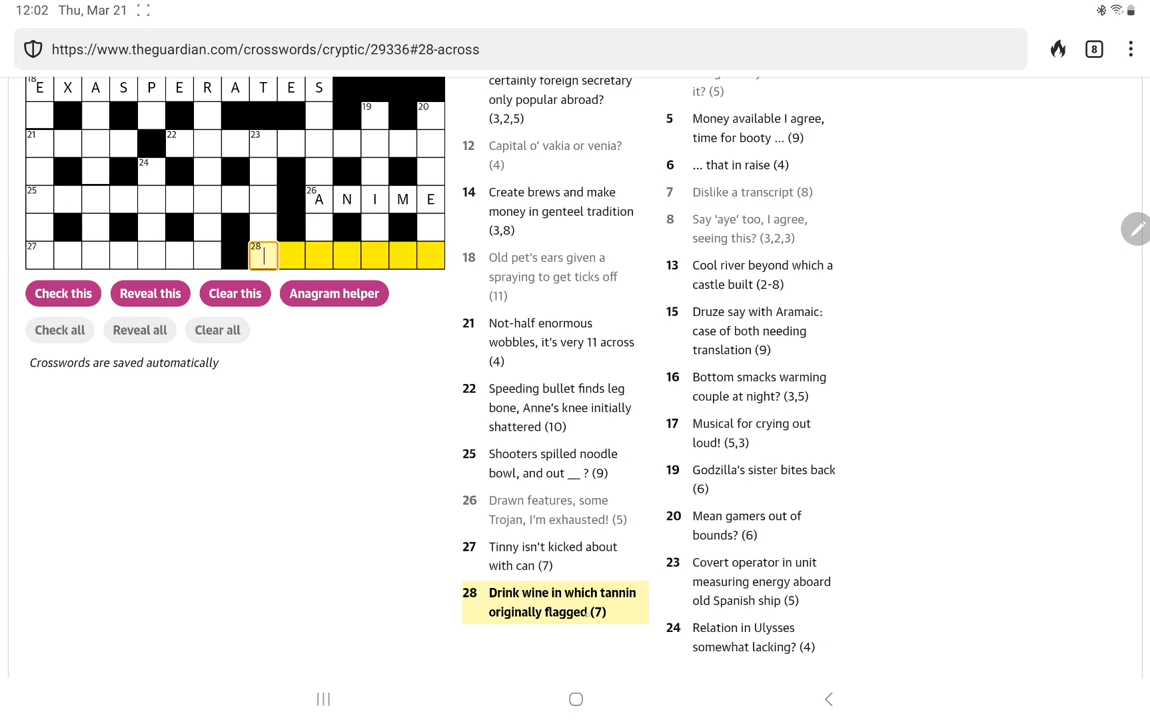 12:02 Thu, Mar 21
https://www.theguardian.com/crosswords/cryptic/29336#28-across
8
18 E X A S P E R A T E S
19 20
21 22 23
24
25 26 A N I M E
27 28
Check this Reveal this Clear this Anagram helper
Check all Reveal all Clear all
Crosswords are saved automatically
certainly foreign secretary
only popular abroad?
(3,2,5)
12 Capital o' vakia or venia?
(4)
14 Create brews and make
money in genteel tradition
(3,8)
18 Old pet's ears given a
spraying to get ticks off
(11)
21 Not-half enormous
wobbles, it's very 11 across
(4)
22 Speeding bullet finds leg
bone, Anne's knee initially
shattered (10)
25 Shooters spilled noodle
bowl, and out __ ? (9)
26 Drawn features, some
Trojan, I'm exhausted! (5)
27 Tinny isn't kicked about
with can (7)
28 Drink wine in which tannin
originally flagged (7)
it? (5)
5 Money available I agree,
time for booty ... (9)
6 ... that in raise (4)
7 Dislike a transcript (8)
8 Say 'aye' too, I agree,
seeing this? (3,2,3)
13 Cool river beyond which a
castle built (2-8)
15 Druze say with Aramaic:
case of both needing
translation (9)
16 Bottom smacks warming
couple at night? (3,5)
17 Musical for crying out
loud! (5,3)
19 Godzilla's sister bites back
(6)
20 Mean gamers out of
bounds? (6)
23 Covert operator in unit
measuring energy aboard
old Spanish ship (5)
24 Relation in Ulysses
somewhat lacking? (4)